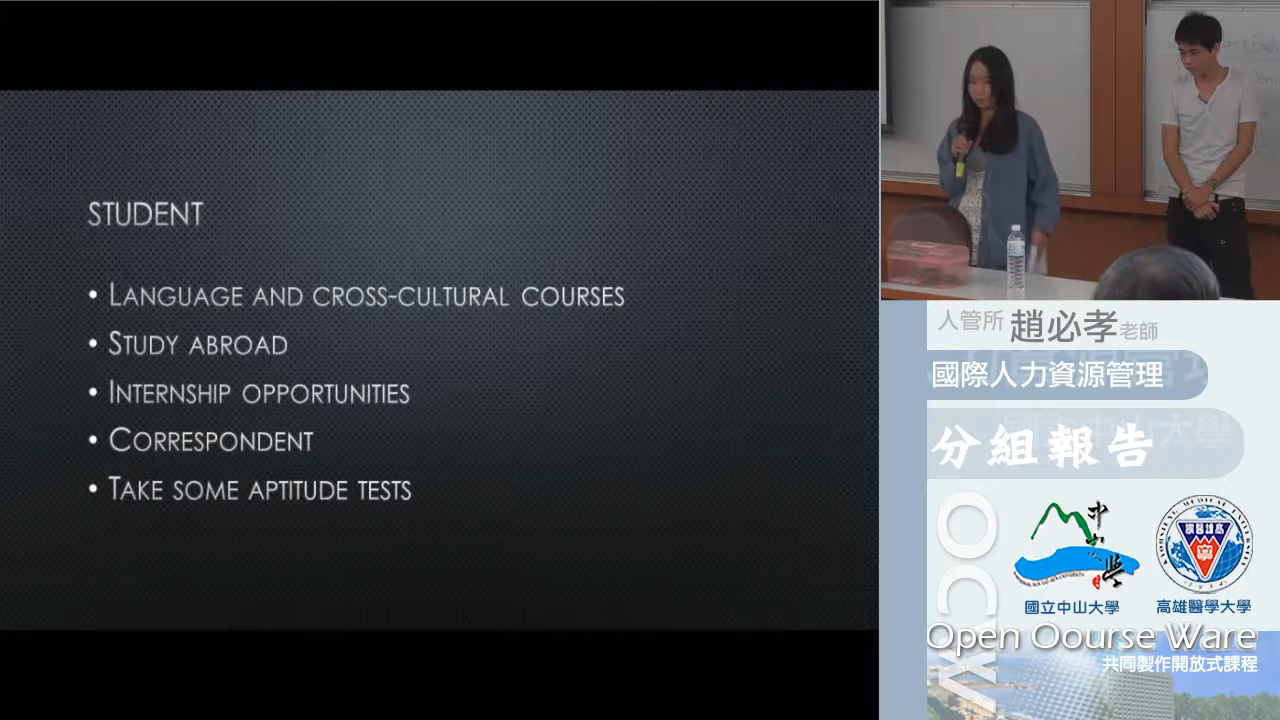 STUDENT
• LANGUAGE AND CROSS-CULTURAL COURSES
• STUDY ABROAD
• INTERNSHIP OPPORTUNITIES
• CORRESPONDENT
• TAKE SOME APTITUDE TESTS
人管所 趙必孝老師
國際人力資源管理
分組報告
OCW
國立中山大學
高雄醫學大學
Open Oourse Ware
共同製作開放式課程